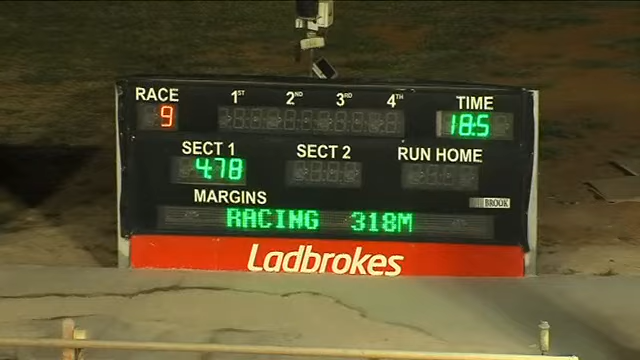 RACE 1ST 2ND 3RD 4TH TIME
9 18:5
SECT 1 SECT 2 RUN HOME
4:78
MARGINS BROOK
RACING 318M
Ladbrokes